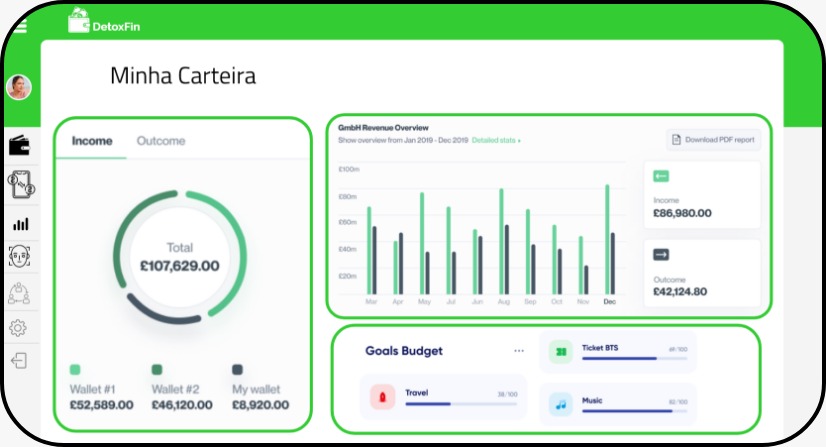 DetoxFin
Minha Carteira
Income Outcome
Total
£107,629.00
Wallet #1 Wallet #2 My wallet
£52,589.00 £46,120.00 £8,920.00
GmbH Revenue Overview
Show overview from Jan 2019 - Dec 2019 Detailed stats
Download PDF report
£100m
£80m
£60m
£40m
£20m
Mar Apr May Jul Jun Aug Sep Oct Nov Dec
Income
£86,980.00
Outcome
£42,124.80
Goals Budget ...
Travel 38/100
Ticket BTS 69/100
Music 82/100